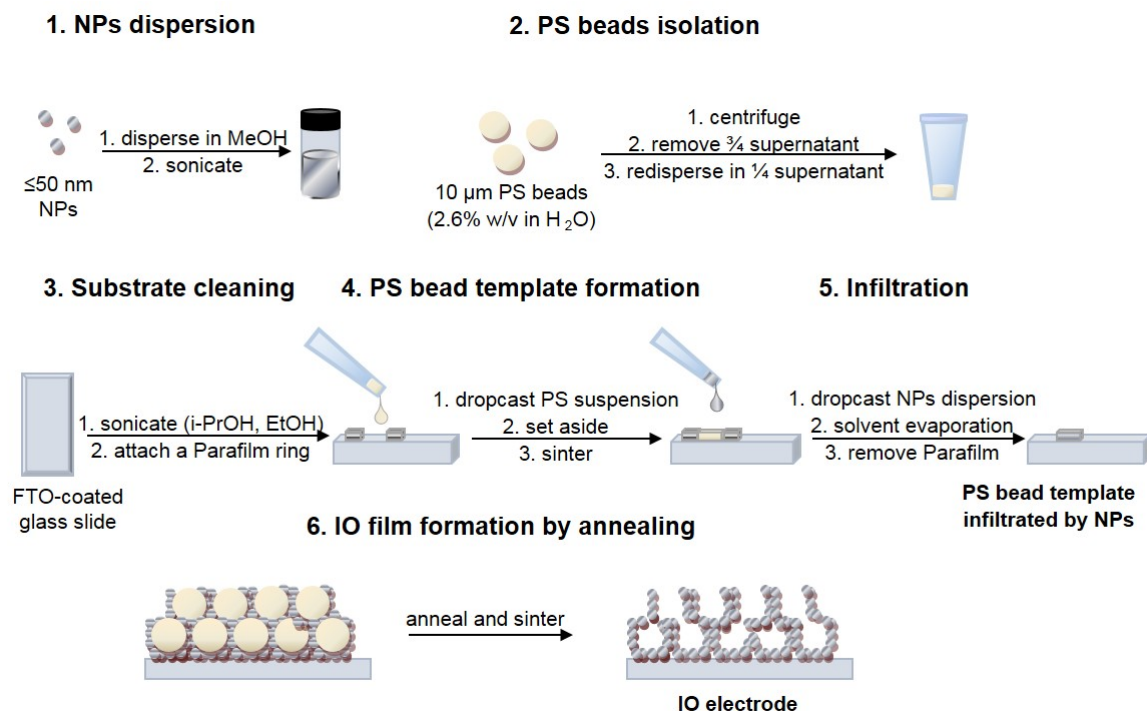 1. NPs dispersion
2. PS beads isolation
1. disperse in MeOH
2. sonicate
≤50 nm
NPs
10 µm PS beads
(2.6% w/v in H₂O)
1. centrifuge
2. remove ¾ supernatant
3. redisperse in ¼ supernatant
3. Substrate cleaning
4. PS bead template formation
5. Infiltration
FTO-coated
glass slide
1. sonicate (i-PrOH, EtOH)
2. attach a Parafilm ring
1. dropcast PS suspension
2. set aside
3. sinter
1. dropcast NPs dispersion
2. solvent evaporation
3. remove Parafilm
PS bead template
infiltrated by NPs
6. IO film formation by annealing
anneal and sinter
IO electrode